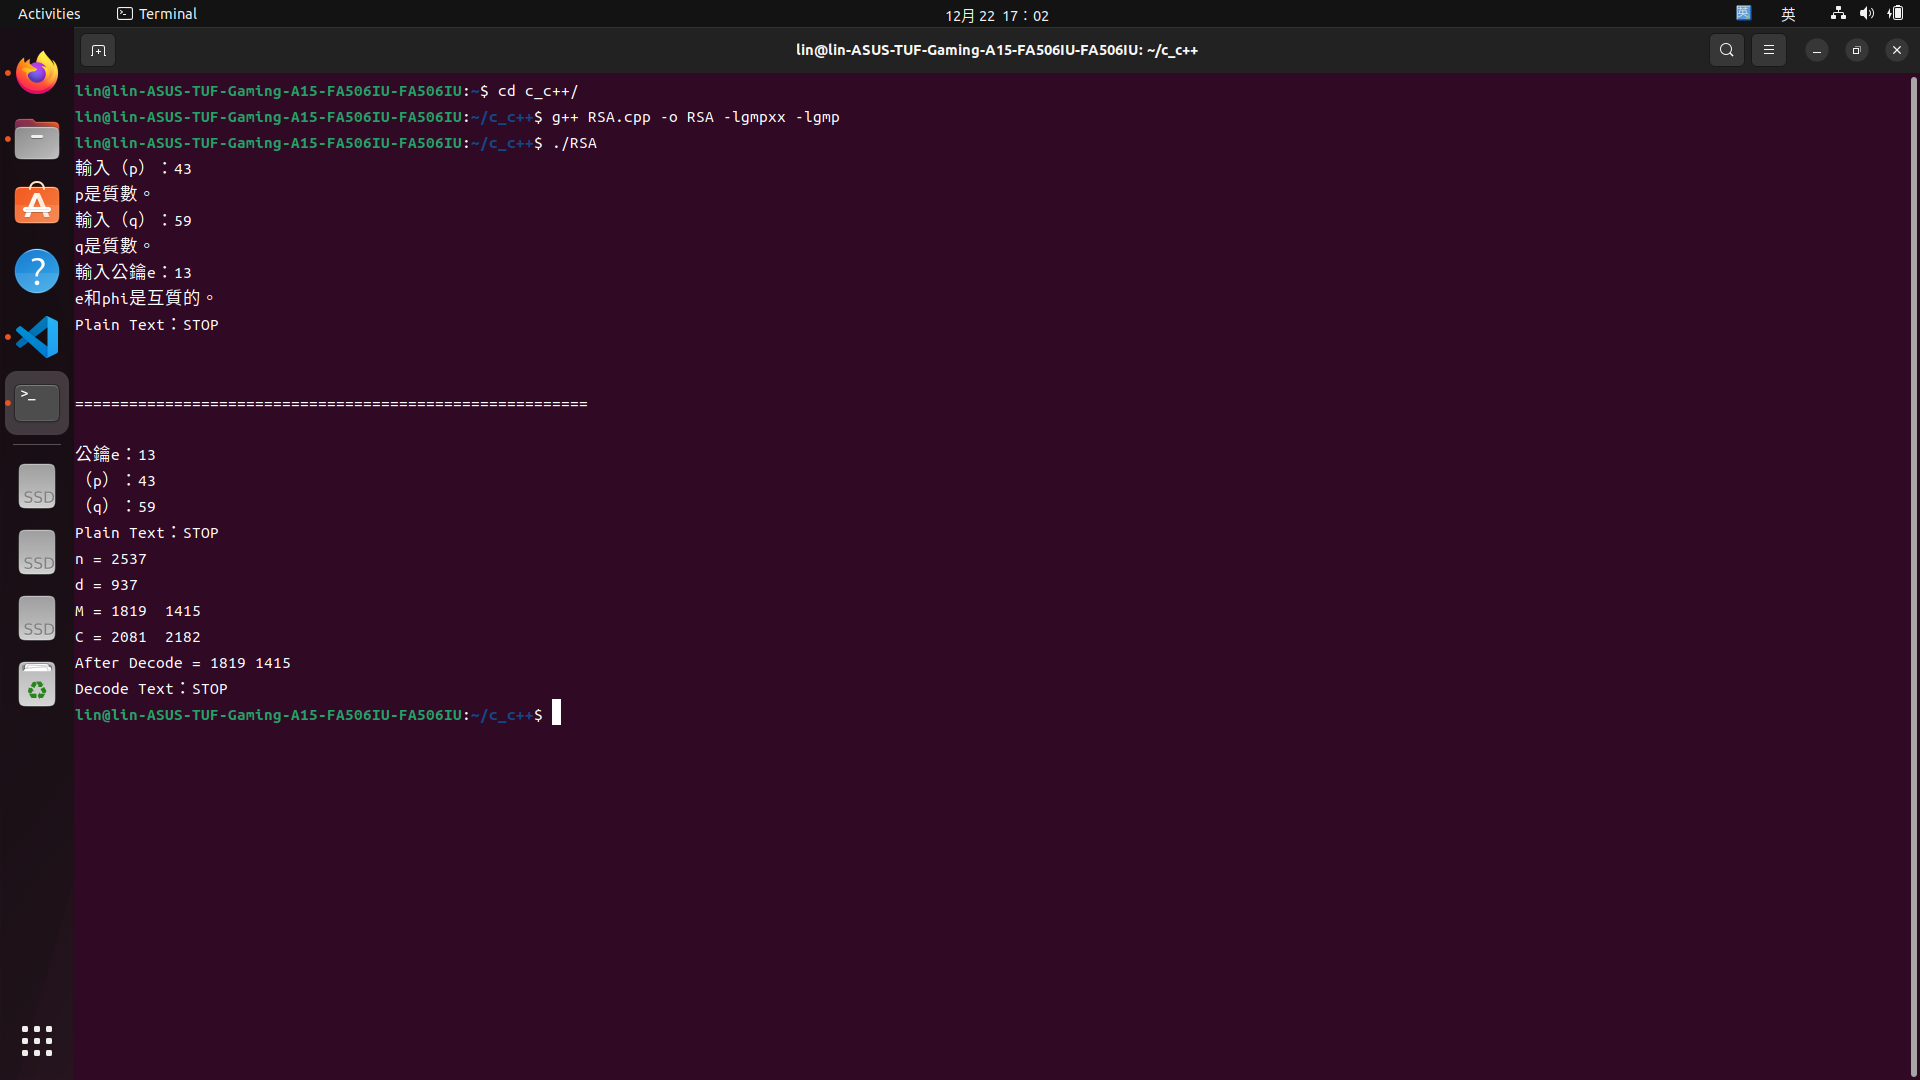 Activities
Terminal
12月 22 17：02
英
英
lin@lin-ASUS-TUF-Gaming-A15-FA506IU-FA506IU: ~/c_c++
lin@lin-ASUS-TUF-Gaming-A15-FA506IU-FA506IU:~$ cd c_c++/
lin@lin-ASUS-TUF-Gaming-A15-FA506IU-FA506IU:~/c_c++$ g++ RSA.cpp -o RSA -lgmpxx -lgmp
lin@lin-ASUS-TUF-Gaming-A15-FA506IU-FA506IU:~/c_c++$ ./RSA
輸入（p）：43
p是質數。
輸入（q）：59
q是質數。
輸入公鑰e：13
e和phi是互質的。
Plain Text：STOP
=========================================================
公鑰e：13
（p）：43
（q）：59
Plain Text：STOP
n = 2537
d = 937
M = 1819  1415
C = 2081  2182
After Decode = 1819 1415
Decode Text：STOP
lin@lin-ASUS-TUF-Gaming-A15-FA506IU-FA506IU:~/c_c++$
SSD
SSD
SSD